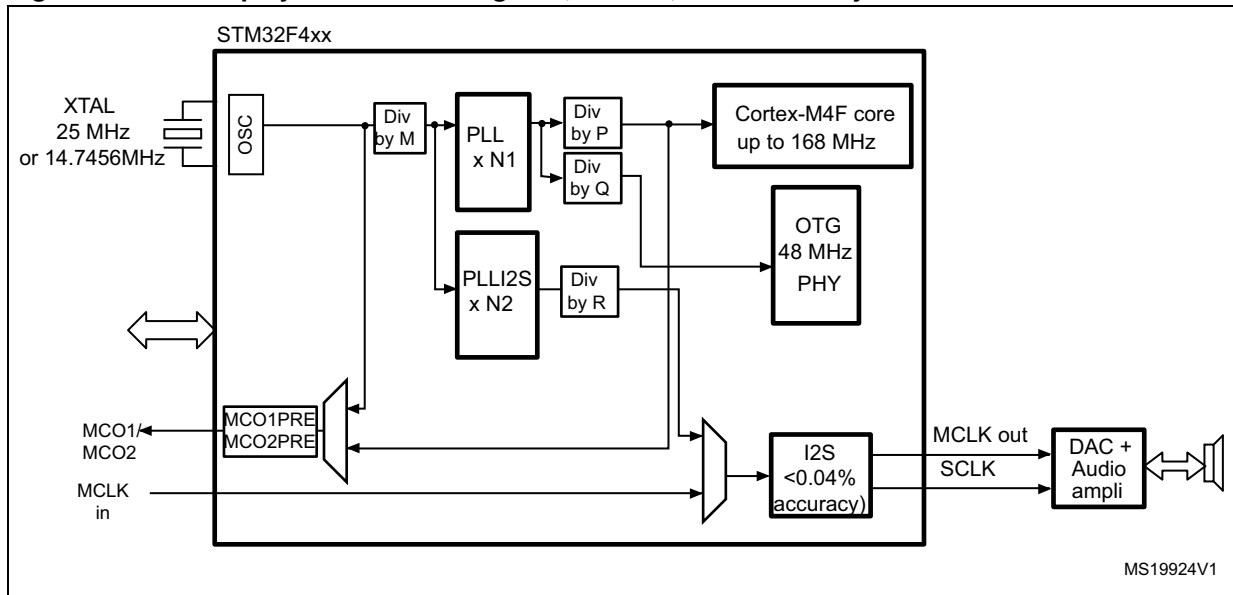 STM32F4xx
XTAL
25 MHz
or 14.7456MHz
OSC
Div
by M
PLL
x N1
Div
by P
Div
by Q
Cortex-M4F core
up to 168 MHz
OTG
48 MHz
PHY
PLLI2S
x N2
Div
by R
MCO1/
MCO2
MCO1PRE
MCO2PRE
MCLK
in
I2S
<0.04%
accuracy)
MCLK out
SCLK
DAC +
Audio
ampli
MS19924V1